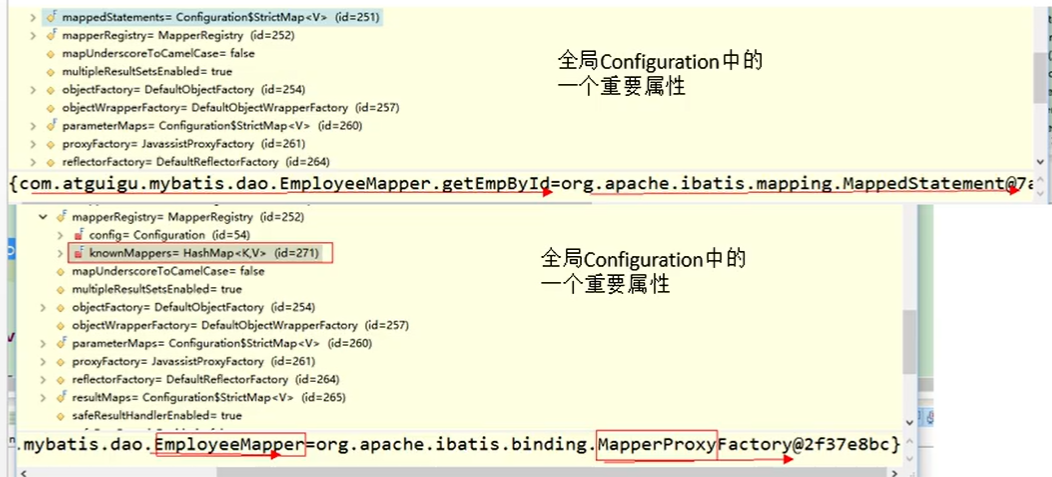 mappedStatements= Configuration$StrictMap<V> (id=251)
mapperRegistry= MapperRegistry (id=252)
mapUnderscoreToCamelCase= false
multipleResultSetsEnabled= true
objectFactory= DefaultObjectFactory (id=254)
objectWrapperFactory= DefaultObjectWrapperFactory (id=257)
parameterMaps= Configuration$StrictMap<V> (id=260)
proxyFactory= JavassistProxyFactory (id=261)
reflectorFactory= DefaultReflectorFactory (id=264)
全局Configuration中的
一个重要属性
{com.atguigu.mybatis.dao.EmployeeMapper.getEmpById=org.apache.ibatis.mapping.MappedStatement@7a
mapperRegistry= MapperRegistry (id=252)
config= Configuration (id=54)
knownMappers= HashMap<K,V> (id=271)
mapUnderscoreToCamelCase= false
multipleResultSetsEnabled= true
objectFactory= DefaultObjectFactory (id=254)
objectWrapperFactory= DefaultObjectWrapperFactory (id=257)
parameterMaps= Configuration$StrictMap<V> (id=260)
proxyFactory= JavassistProxyFactory (id=261)
reflectorFactory= DefaultReflectorFactory (id=264)
resultMaps= Configuration$StrictMap<V> (id=265)
safeResultHandlerEnabled= true
全局Configuration中的
一个重要属性
.mybatis.dao.EmployeeMapper=org.apache.ibatis.binding.MapperProxyFactory@2f37e8bc}